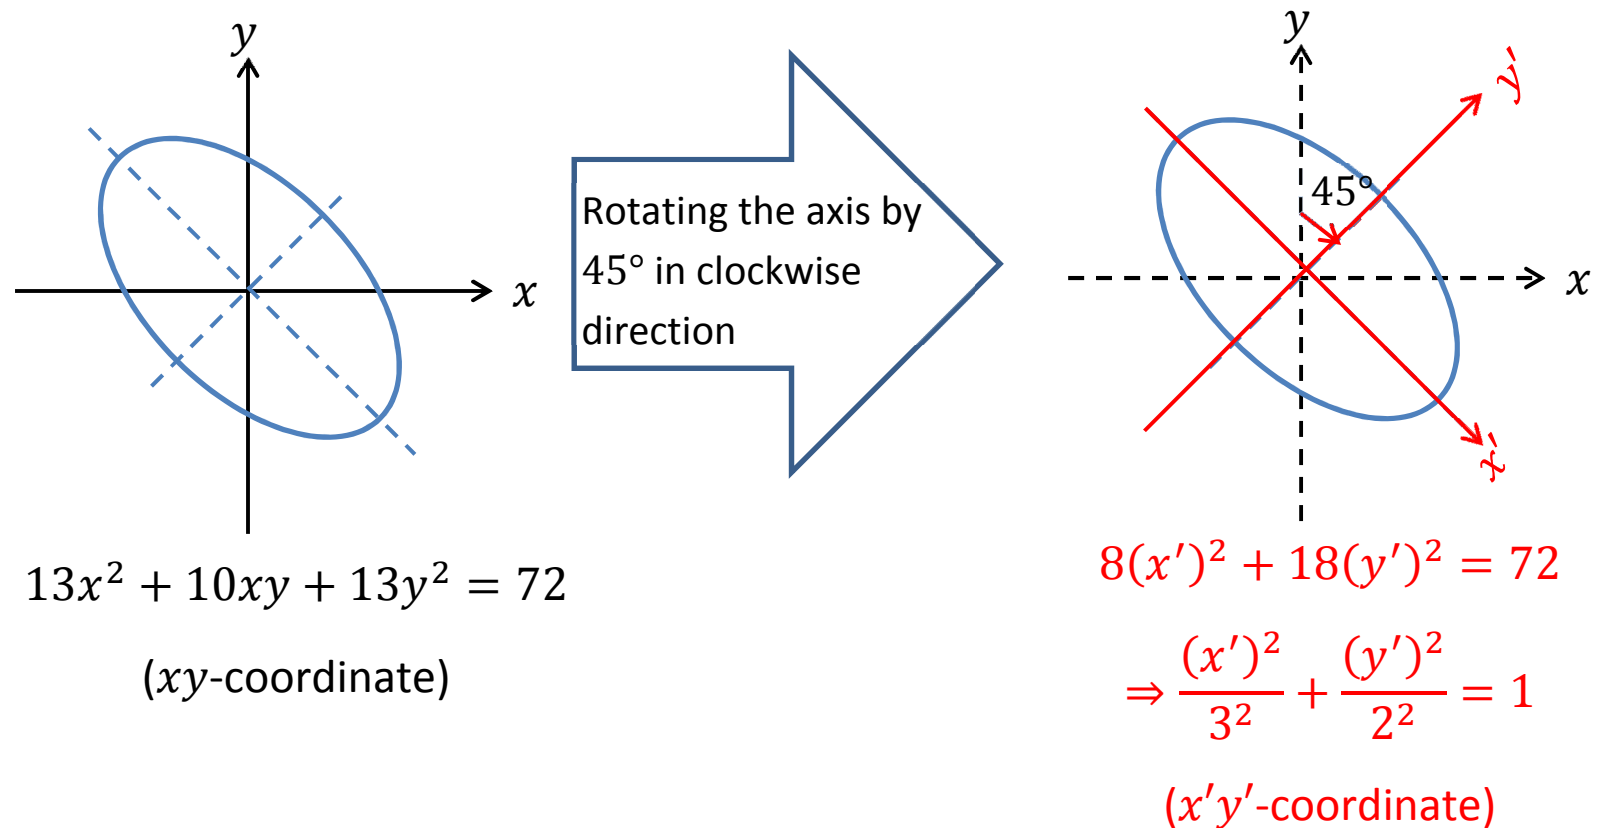 y
x
13x² + 10xy + 13y² = 72
(xy-coordinate)
Rotating the axis by
45° in clockwise
direction
y
y′
45°
x
x′
8(x′)² + 18(y′)² = 72
⇒ (x′)²/3² + (y′)²/2² = 1
(x′y′-coordinate)